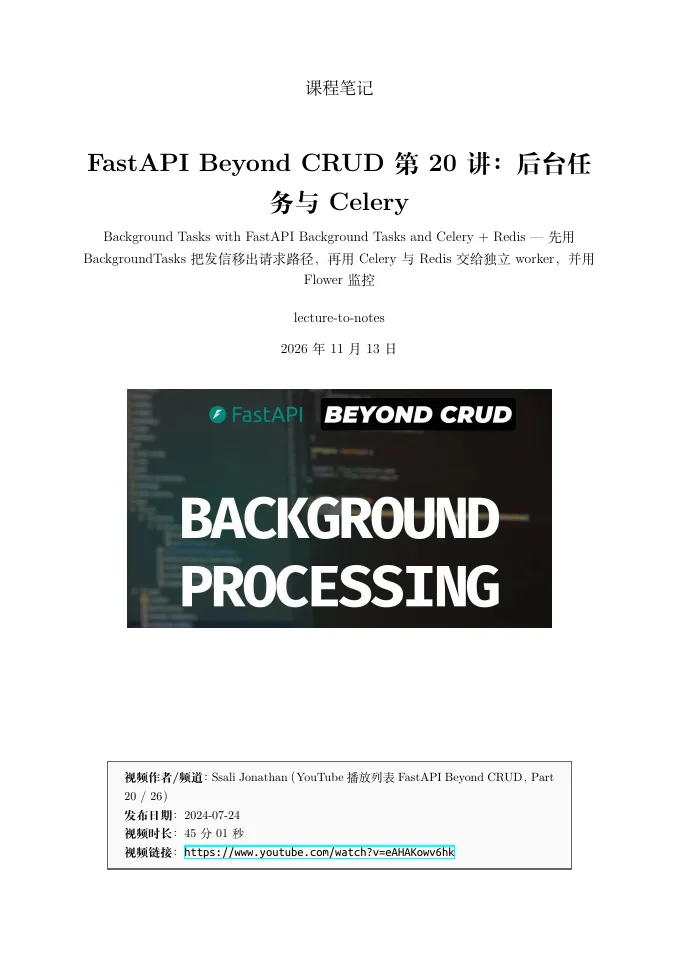 课程笔记
FastAPI Beyond CRUD 第 20 讲：后台任
务与 Celery
Background Tasks with FastAPI Background Tasks and Celery + Redis — 先用
BackgroundTasks 把发信移出请求路径，再用 Celery 与 Redis 交给独立 worker，并用
Flower 监控
lecture-to-notes
2026 年 11 月 13 日
FastAPI BEYOND CRUD
BACKGROUND
PROCESSING
视频作者/频道：Ssali Jonathan（YouTube 播放列表 FastAPI Beyond CRUD，Part
20 / 26）
发布日期：2024-07-24
视频时长：45 分 01 秒
视频链接：https://www.youtube.com/watch?v=eAHAKowv6hk